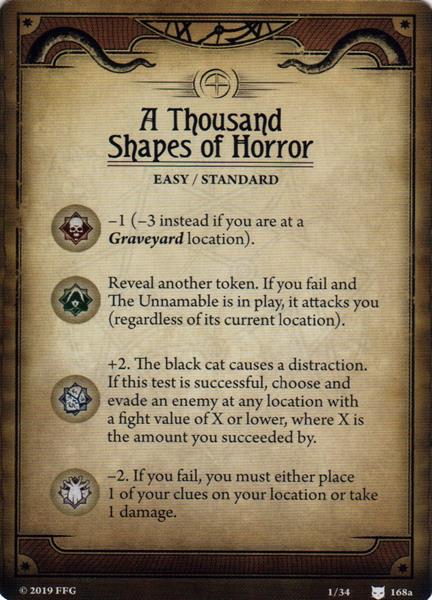 A Thousand
Shapes of Horror
EASY / STANDARD
–1 (–3 instead if you are at a
Graveyard location).
Reveal another token. If you fail and
The Unnamable is in play, it attacks you
(regardless of its current location).
+2. The black cat causes a distraction.
If this test is successful, choose and
evade an enemy at any location with
a fight value of X or lower, where X is
the amount you succeeded by.
–2. If you fail, you must either place
1 of your clues on your location or take
1 damage.
© 2019 FFG
1/34
168a